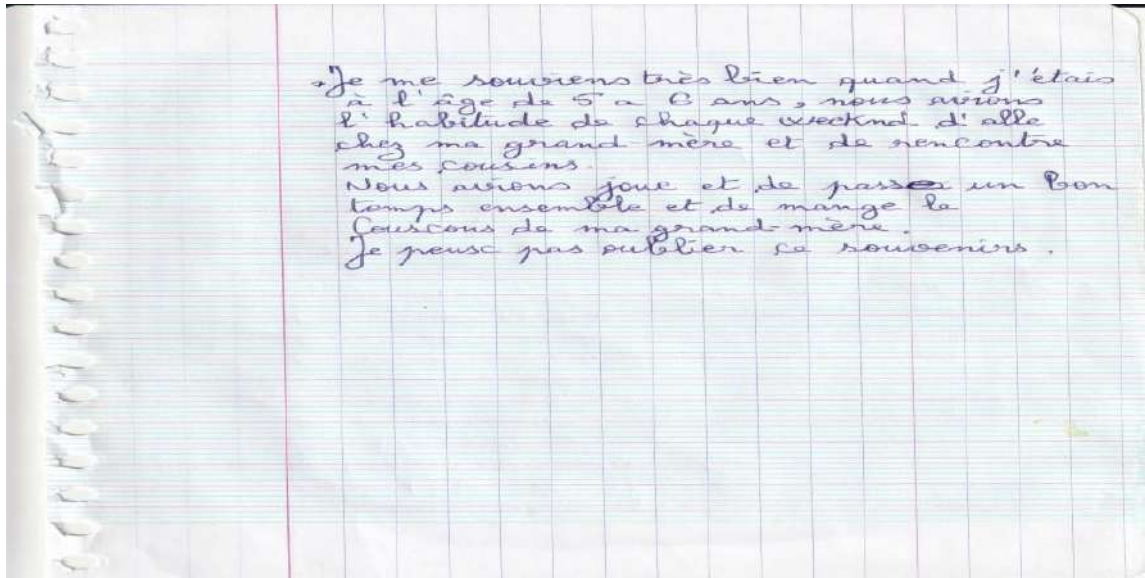 Je me souviens très bien quand j'étais
à l'âge de 5 a 6 ans, nous avions
l'habitude de chaque weeknd d'alle
chez ma grand-mère et de rencontre
mes cousins.
Nous avions joue et de passe un bon
temps ensemble et de mange le
Couscous de ma grand-mère.
Je peusc pas oublier ce souvenirs.